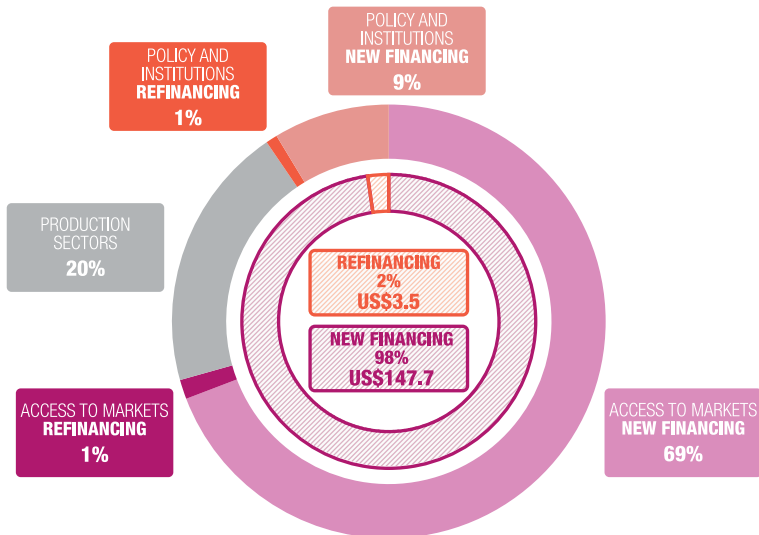 POLICY AND
INSTITUTIONS
NEW FINANCING
9%
POLICY AND
INSTITUTIONS
REFINANCING
1%
PRODUCTION
SECTORS
20%
REFINANCING
2%
US$3.5
NEW FINANCING
98%
US$147.7
ACCESS TO MARKETS
REFINANCING
1%
ACCESS TO MARKETS
NEW FINANCING
69%